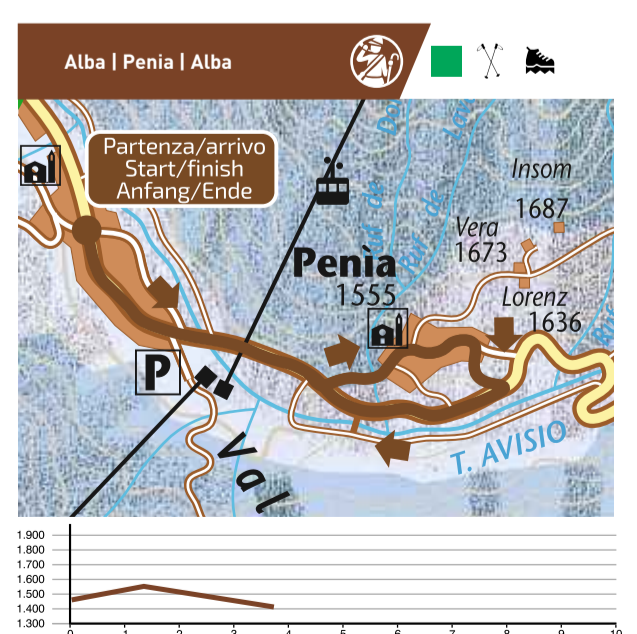 Alba | Penia | Alba
Partenza/arrivo
Start/finish
Anfang/Ende
Insom
1687
Vera
1673
Penìa
1555
Lorenz
1636
P
Val
T. AVISIO
de
de
1.900
1.800
1.700
1.600
1.500
1.400
1.300
0 1 2 3 4 5 6 7 8 9 10